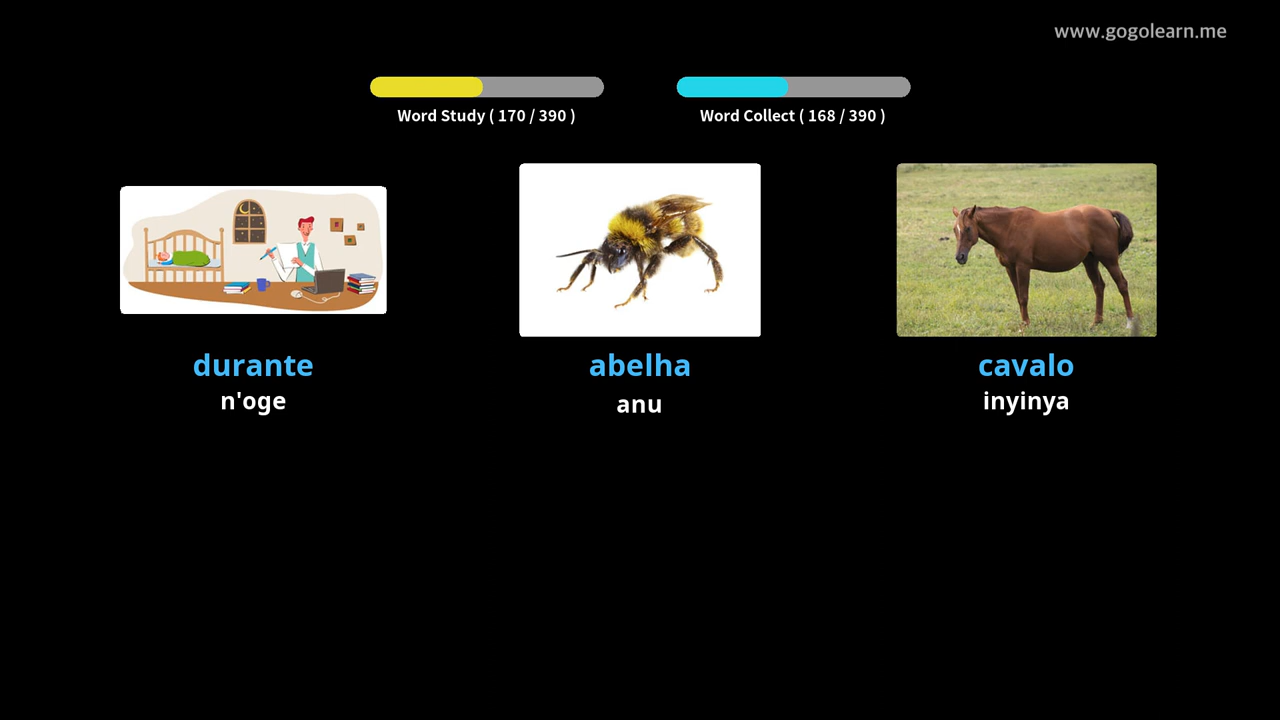 www.gogolearn.me
Word Study ( 170 / 390 )
Word Collect ( 168 / 390 )
durante
n'oge
abelha
anu
cavalo
inyinya